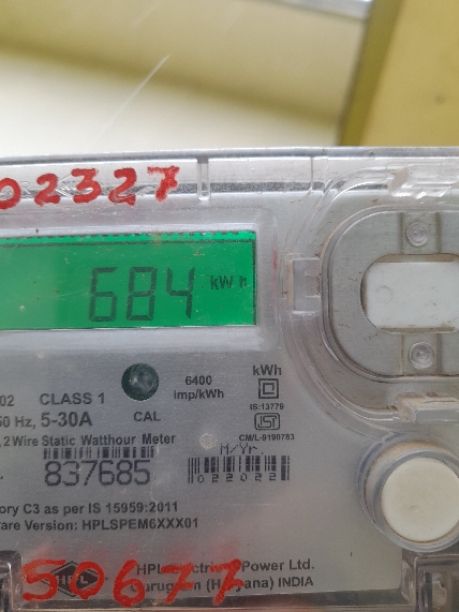 02327
684 kWh
02 CLASS 1
CAL
6400
imp/kWh
kWh
IS:13779
50 Hz, 5-30A
CM/L-9190783
, 2 Wire Static Watthour Meter
M/Yr.
837685
022022
ory C3 as per IS 15959:2011
are Version: HPLSPEM6XXX01
HPL Electric Power Ltd.
INDIA
50677